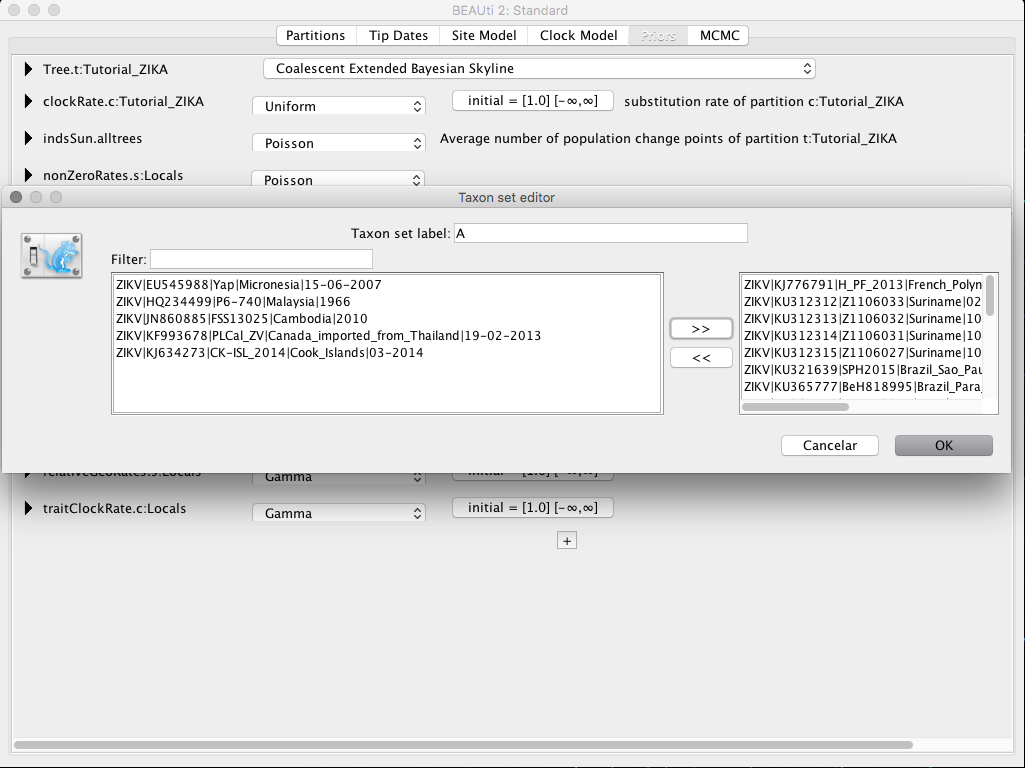 BEAUti 2: Standard
Partitions Tip Dates Site Model Clock Model Priors MCMC
Tree.t:Tutorial_ZIKA Coalescent Extended Bayesian Skyline
clockRate.c:Tutorial_ZIKA Uniform initial = [1.0] [-∞,∞] substitution rate of partition c:Tutorial_ZIKA
indsSun.alltrees Poisson Average number of population change points of partition t:Tutorial_ZIKA
nonZeroRates.s:Locals Poisson
Taxon set editor
Taxon set label: A
Filter:
ZIKV|EU545988|Yap|Micronesia|15-06-2007
ZIKV|HQ234499|P6-740|Malaysia|1966
ZIKV|JN860885|FSS13025|Cambodia|2010
ZIKV|KF993678|PLCal_ZV|Canada_imported_from_Thailand|19-02-2013
ZIKV|KJ634273|CK-ISL_2014|Cook_Islands|03-2014
>>
<<
ZIKV|KJ776791|H_PF_2013|French_Polyn
ZIKV|KU312312|Z1106033|Suriname|02
ZIKV|KU312313|Z1106032|Suriname|10
ZIKV|KU312314|Z1106031|Suriname|10
ZIKV|KU312315|Z1106027|Suriname|10
ZIKV|KU321639|SPH2015|Brazil_Sao_Pau
ZIKV|KU365777|BeH818995|Brazil_Para_
Cancelar OK
relativeGeoRates.s:Locals Gamma initial = [1.0] [-∞,∞]
traitClockRate.c:Locals Gamma initial = [1.0] [-∞,∞]
+